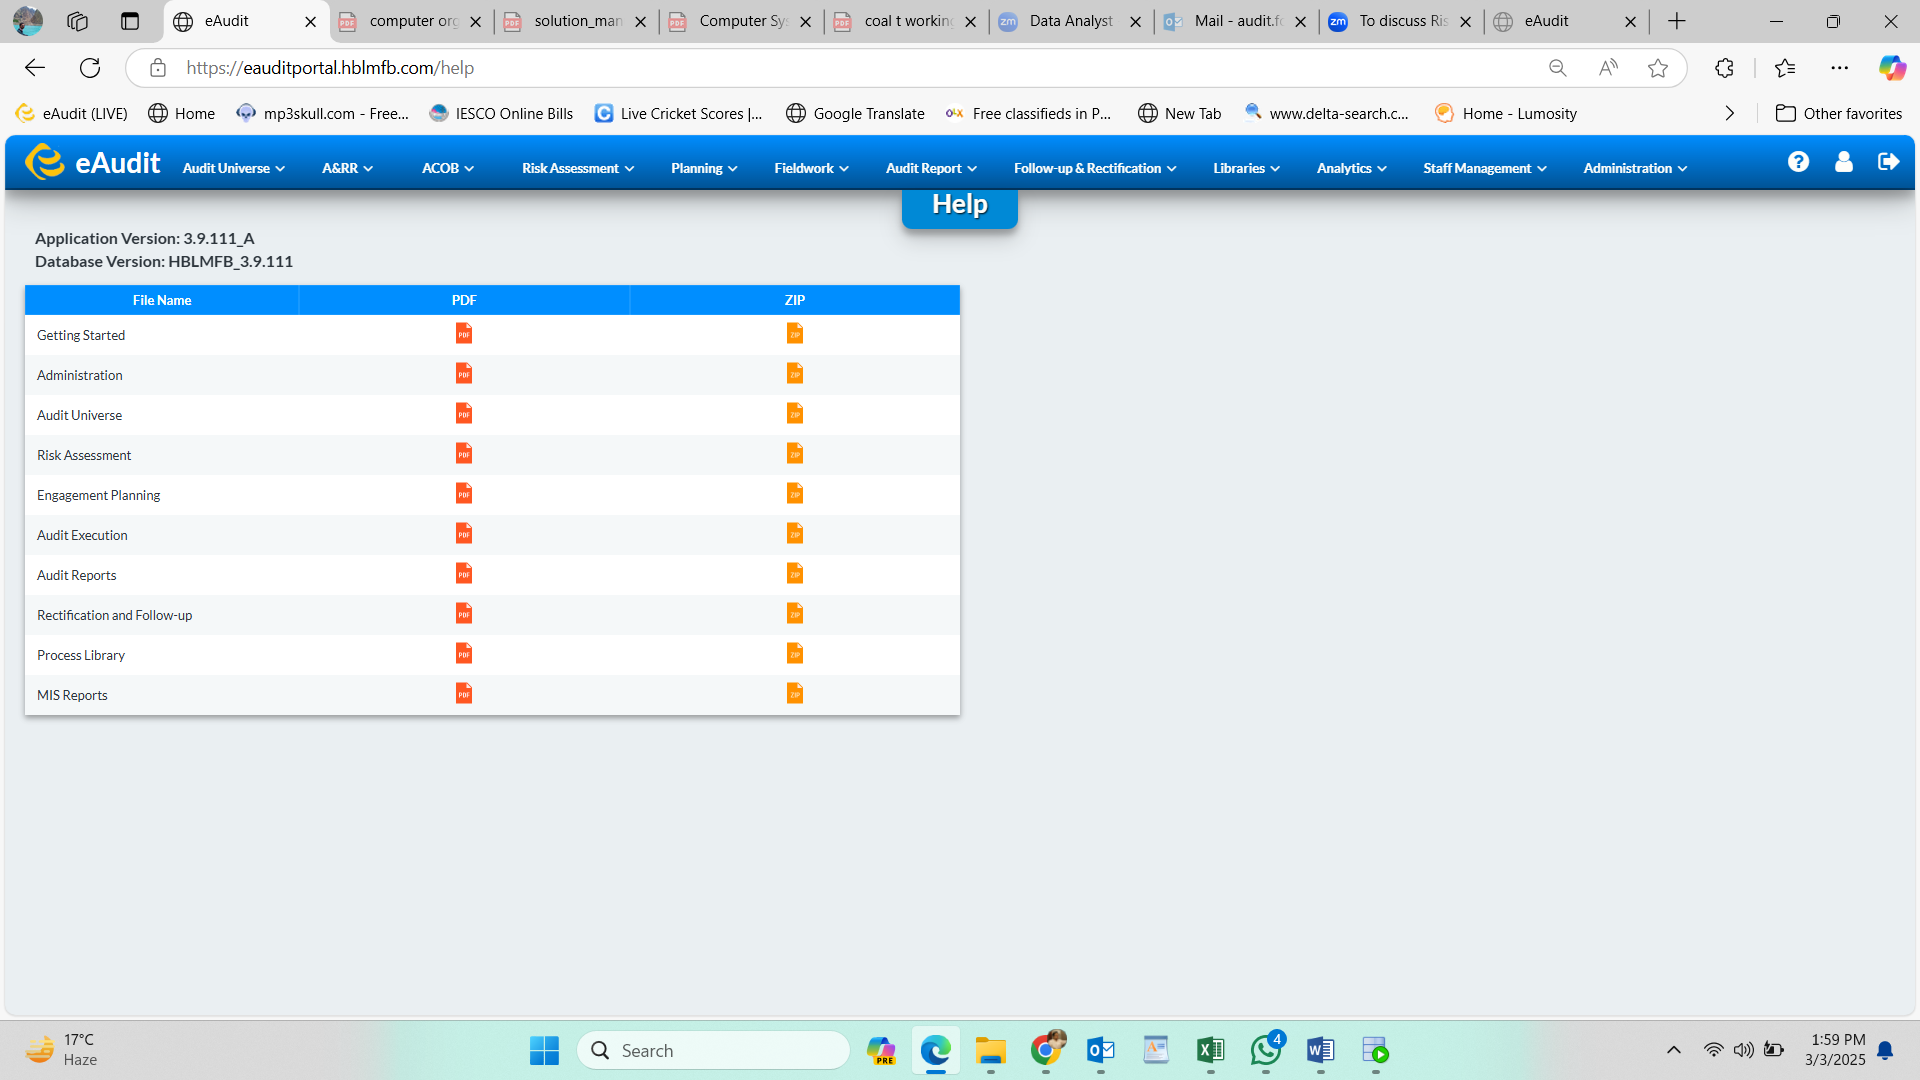 eAudit
computer org
solution_man
Computer Sys
coal t working
Data Analyst
Mail - audit.fo
To discuss Ris
eAudit
https://eauditportal.hblmfb.com/help
eAudit (LIVE)
Home
mp3skull.com - Free...
IESCO Online Bills
Live Cricket Scores |...
Google Translate
Free classifieds in P...
New Tab
www.delta-search.c...
Home - Lumosity
Other favorites
eAudit
Audit Universe
A&RR
ACOB
Risk Assessment
Planning
Fieldwork
Audit Report
Follow-up & Rectification
Libraries
Analytics
Staff Management
Administration
Help
Application Version: 3.9.111_A
Database Version: HBLMFB_3.9.111
File Name PDF ZIP
Getting Started PDF ZIP
Administration PDF ZIP
Audit Universe PDF ZIP
Risk Assessment PDF ZIP
Engagement Planning PDF ZIP
Audit Execution PDF ZIP
Audit Reports PDF ZIP
Rectification and Follow-up PDF ZIP
Process Library PDF ZIP
MIS Reports PDF ZIP
17°C
Haze
Search
PRE
4
1:59 PM
3/3/2025